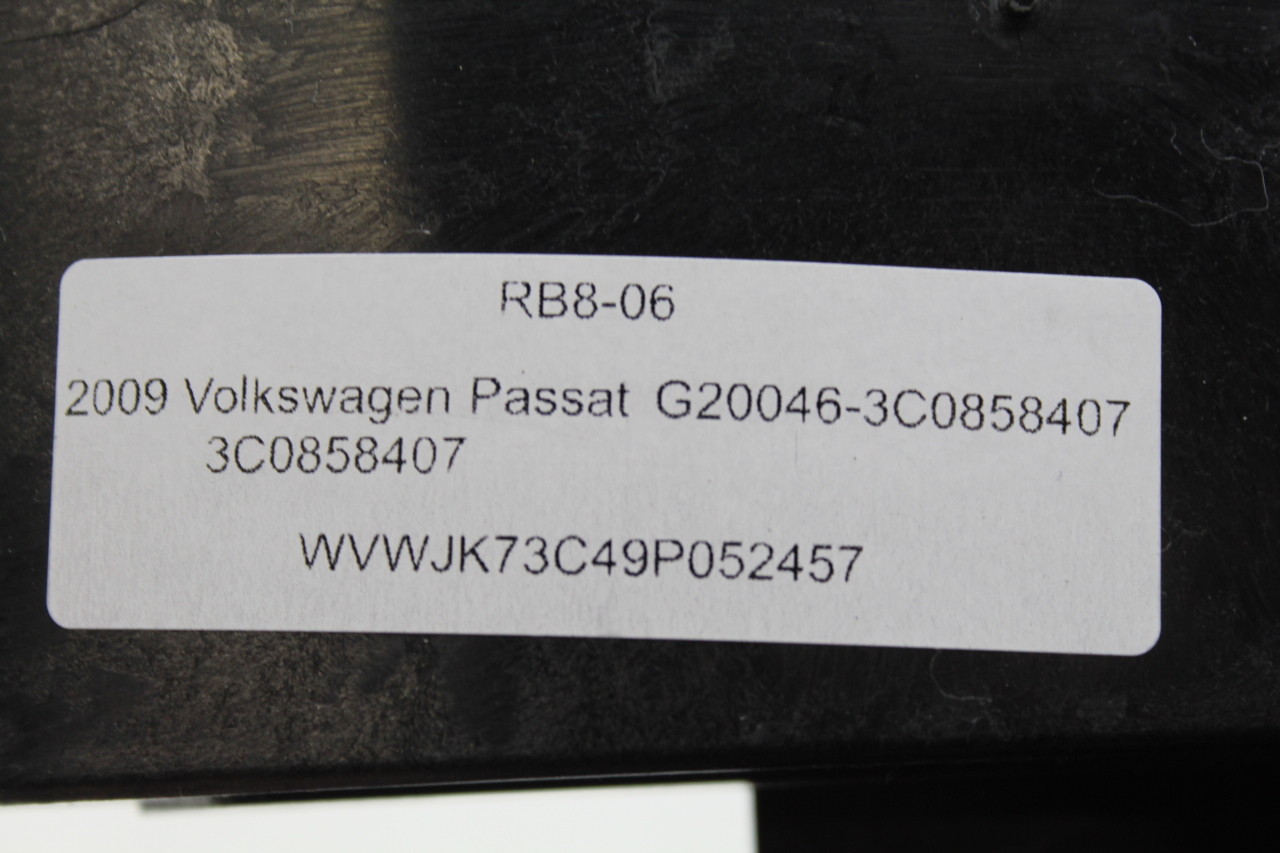 RB8-06
2009 Volkswagen Passat G20046-3C0858407
3C0858407
WVWJK73C49P052457